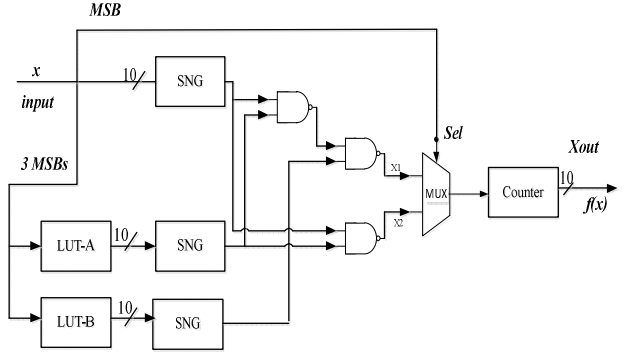 MSB
x
10
SNG
input
Sel
3 MSBs
Xout
X1
MUX
Counter
10
f(x)
X2
LUT-A
10
SNG
LUT-B
10
SNG